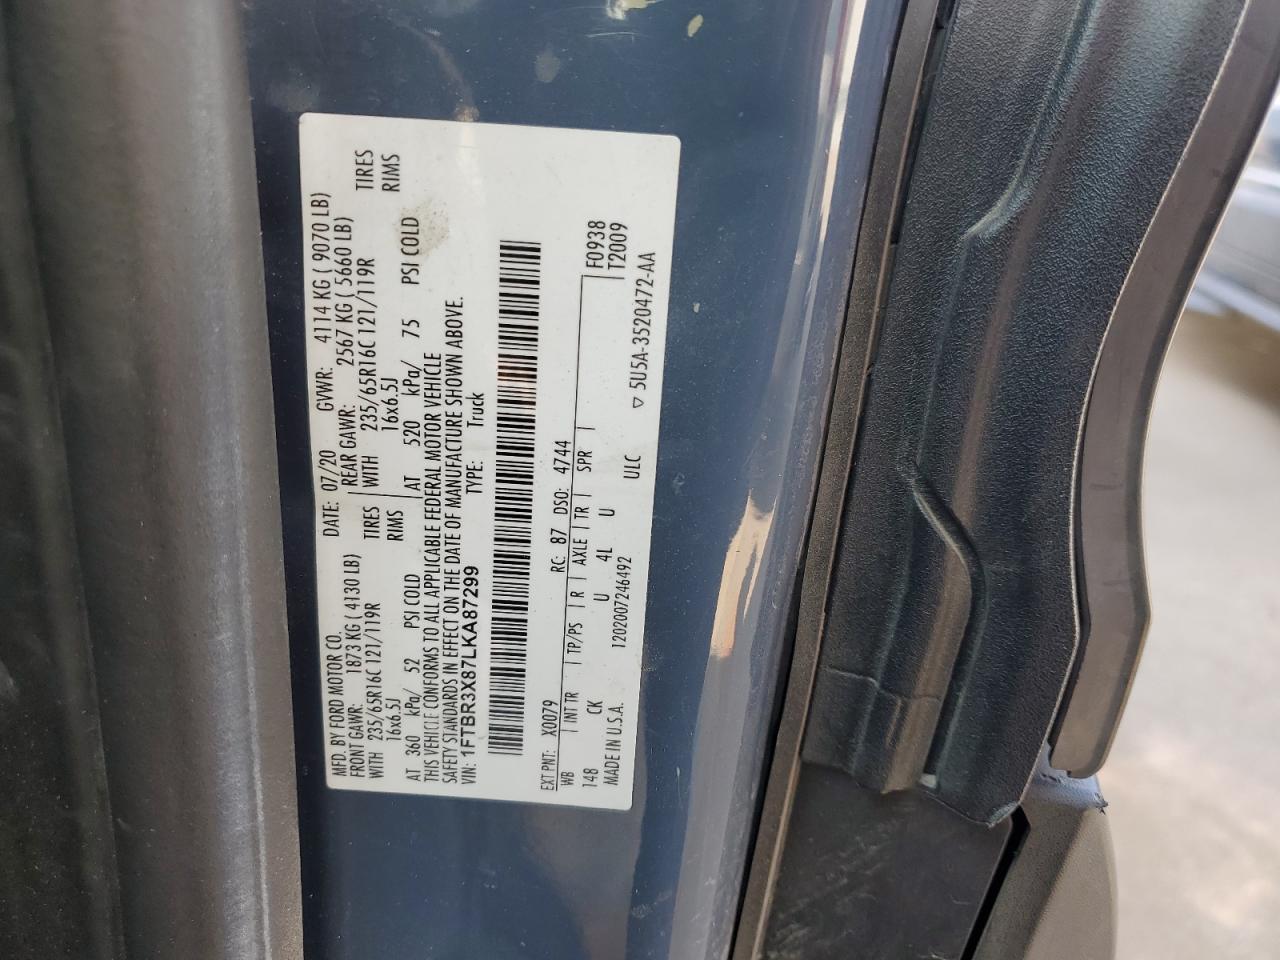 MFD. BY FORD MOTOR CO.
DATE: 07/20 GVWR: 4114 KG ( 9070 LB)
FRONT GAWR: 1873 KG ( 4130 LB) REAR GAWR: 2567 KG ( 5660 LB)
WITH 235/65R16C 121/119R TIRES WITH 235/65R16C 121/119R TIRES
16x6.5J RIMS 16x6.5J RIMS
AT 360 kPa/ 52 PSI COLD AT 520 kPa/ 75 PSI COLD
THIS VEHICLE CONFORMS TO ALL APPLICABLE FEDERAL MOTOR VEHICLE
SAFETY STANDARDS IN EFFECT ON THE DATE OF MANUFACTURE SHOWN ABOVE.
VIN: 1FTBR3X87LKA87299 TYPE: Truck
EXT PNT: X0079 RC: 87 DSO: 4744 F0938
WB INT TR TP/PS R AXLE TR SPR T2009
148 CK U 4L U
MADE IN U.S.A. 1202007246492 ULC ▽ 5U5A-3520472-AA